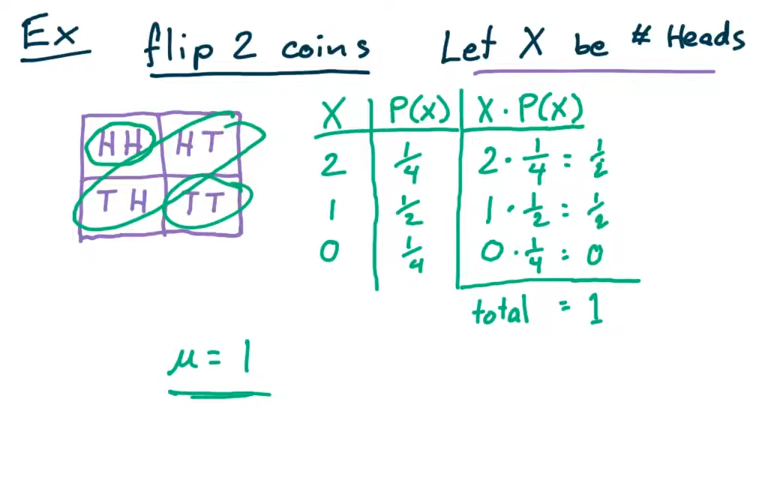 Ex flip 2 coins Let X be # Heads
HH HT
TH TT
X P(x) X · P(x)
2 1/4 2 · 1/4 = 1/2
1 1/2 1 · 1/2 = 1/2
0 1/4 0 · 1/4 = 0
total = 1
μ = 1